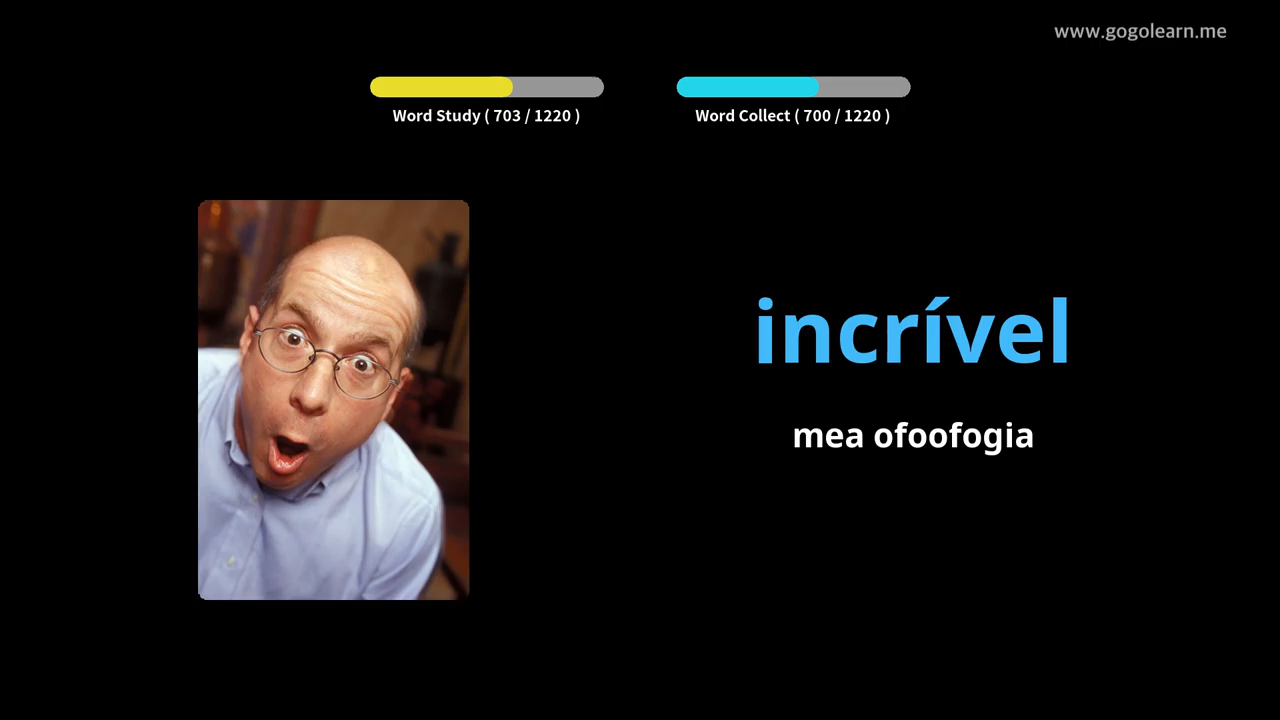 www.gogolearn.me
Word Study ( 703 / 1220 )
Word Collect ( 700 / 1220 )
incrível
mea ofoofogia